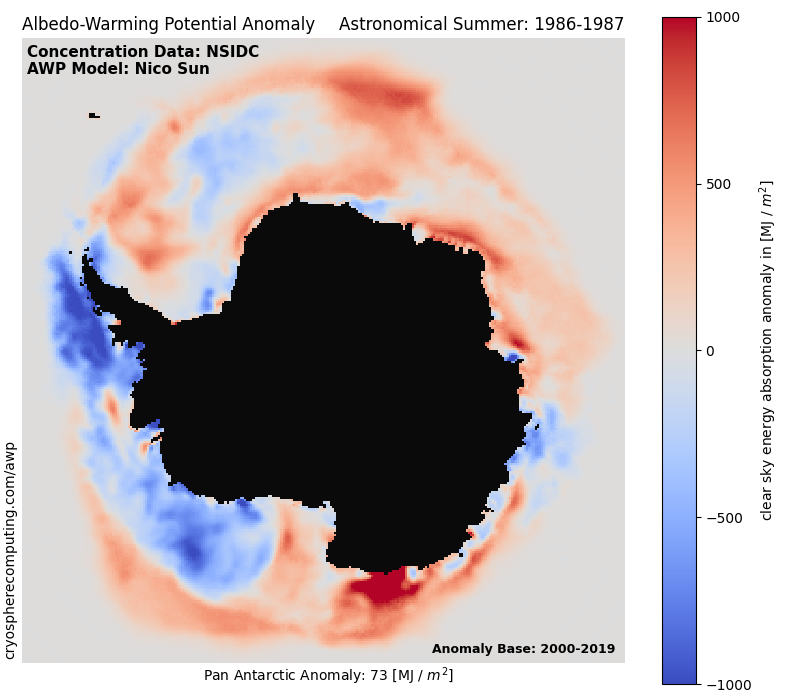 Albedo-Warming Potential Anomaly Astronomical Summer: 1986-1987
Concentration Data: NSIDC
AWP Model: Nico Sun
cryospherecomputing.com/awp
Anomaly Base: 2000-2019
Pan Antarctic Anomaly: 73 [MJ / m²]
1000
500
0
−500
−1000
clear sky energy absorption anomaly in [MJ / m²]